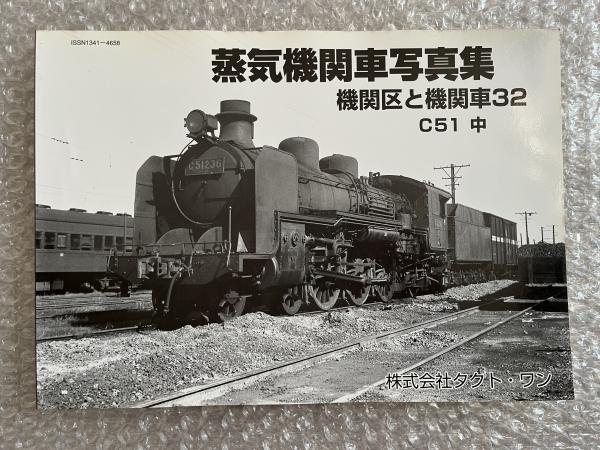 ISSN1341-4658
蒸気機関車写真集
機関区と機関車32
C51 中
C51236
株式会社タクト・ワン